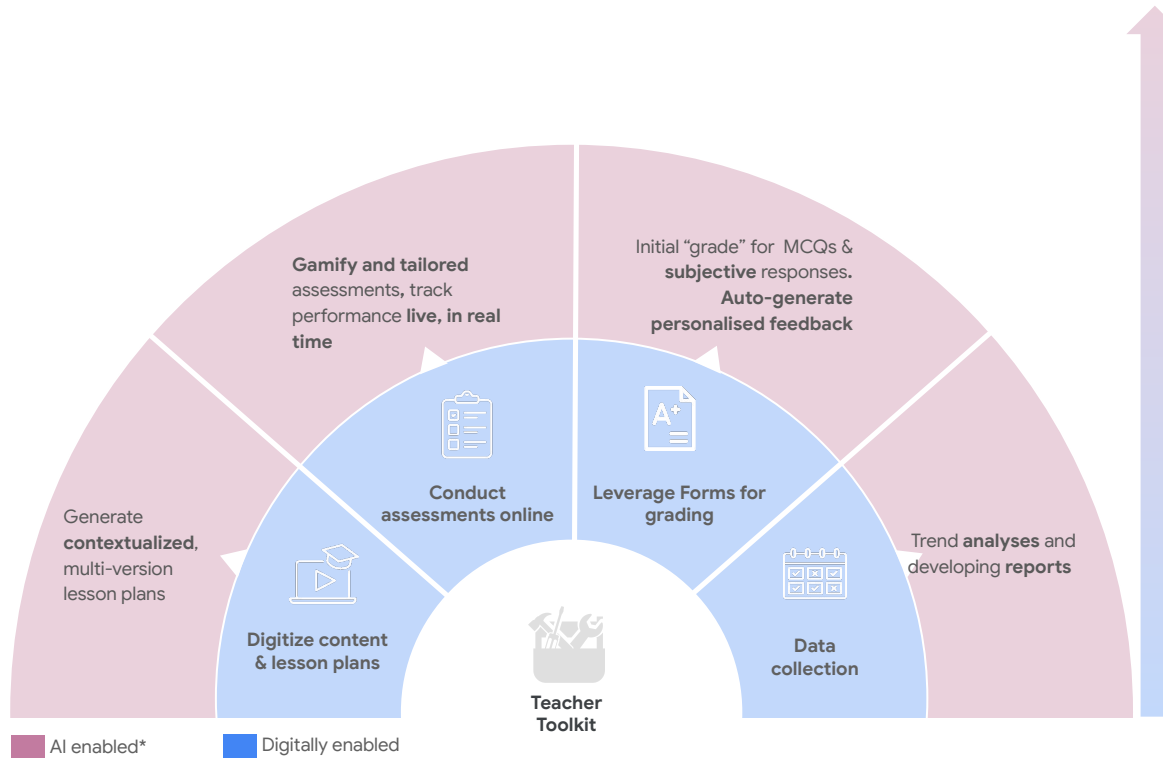 Gamify and tailored
assessments, track
performance live, in real
time
Initial “grade” for MCQs &
subjective responses.
Auto-generate
personalised feedback
Generate
contextualized,
multi-version
lesson plans
Conduct
assessments online
Leverage Forms for
grading
A+
Trend analyses and
developing reports
Digitize content
& lesson plans
Data
collection
Teacher
Toolkit
AI enabled*
Digitally enabled